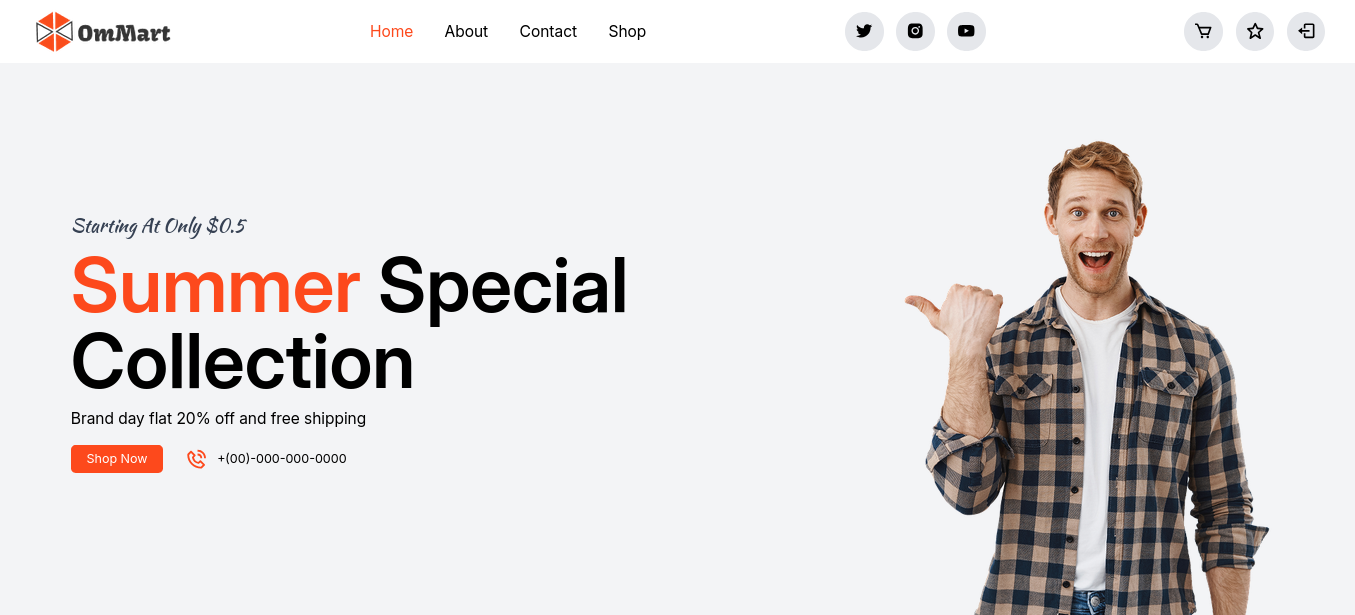 OmMart
Home About Contact Shop
Starting At Only $0.5
Summer Special
Collection
Brand day flat 20% off and free shipping
Shop Now +(00)-000-000-0000